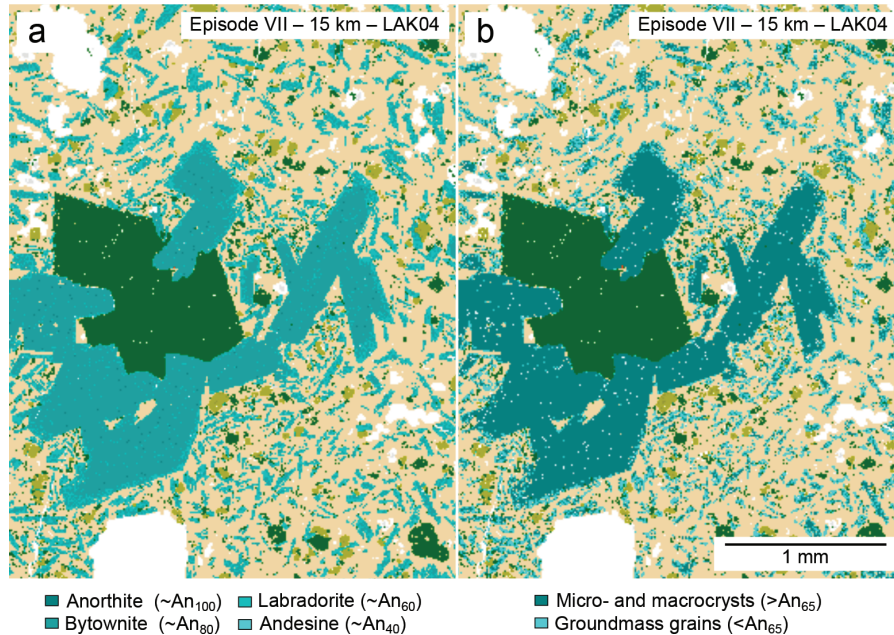 a
Episode VII – 15 km – LAK04
b
Episode VII – 15 km – LAK04
1 mm
Anorthite (~An₁₀₀)
Labradorite (~An₆₀)
Micro- and macrocrysts (>An₆₅)
Bytownite (~An₈₀)
Andesine (~An₄₀)
Groundmass grains (<An₆₅)